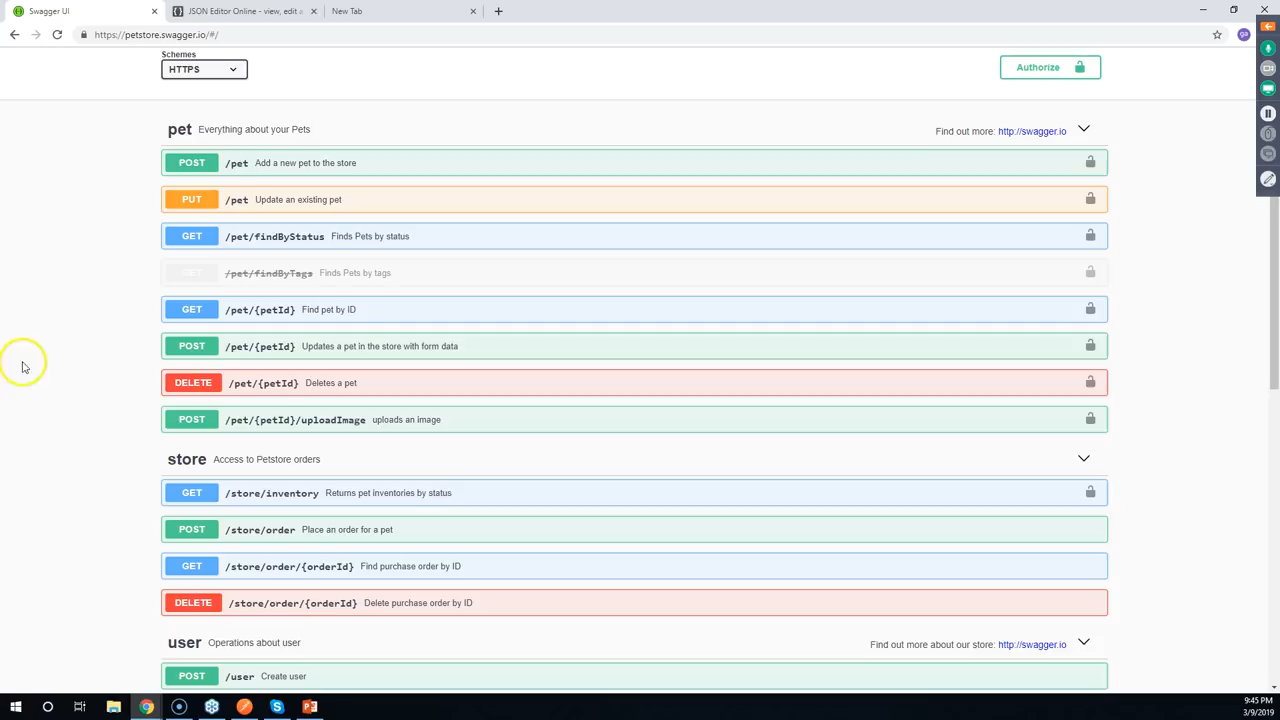 Swagger UI
JSON Editor Online - view, edit a
New Tab
https://petstore.swagger.io/#/
ga
Schemes
HTTPS
Authorize
pet Everything about your Pets
Find out more: http://swagger.io
POST /pet Add a new pet to the store
PUT /pet Update an existing pet
GET /pet/findByStatus Finds Pets by status
GET /pet/findByTags Finds Pets by tags
GET /pet/{petId} Find pet by ID
POST /pet/{petId} Updates a pet in the store with form data
DELETE /pet/{petId} Deletes a pet
POST /pet/{petId}/uploadImage uploads an image
store Access to Petstore orders
GET /store/inventory Returns pet inventories by status
POST /store/order Place an order for a pet
GET /store/order/{orderId} Find purchase order by ID
DELETE /store/order/{orderId} Delete purchase order by ID
user Operations about user
Find out more about our store: http://swagger.io
POST /user Create user
9:45 PM
3/9/2019